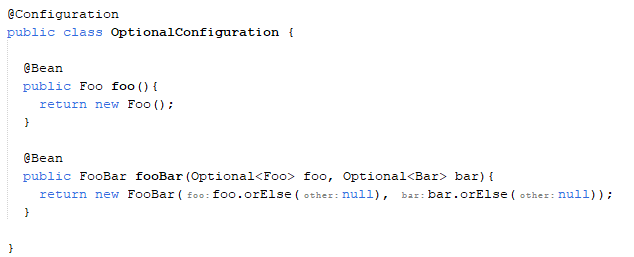 @Configuration
public class OptionalConfiguration {
@Bean
public Foo foo(){
return new Foo();
}
@Bean
public FooBar fooBar(Optional<Foo> foo, Optional<Bar> bar){
return new FooBar( foo: foo.orElse( other: null), bar: bar.orElse( other: null));
}
}